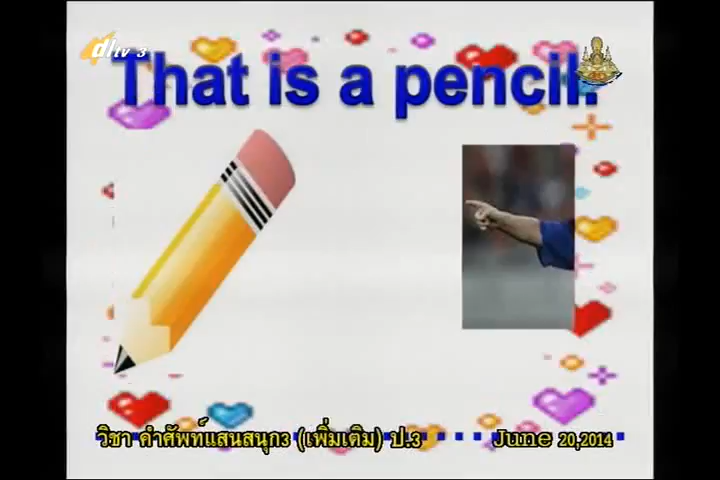 dltv 3
That is a pencil.
วิชา คำศัพท์แสนสนุก3 (เพิ่มเติม) ป.3
June 20,2014